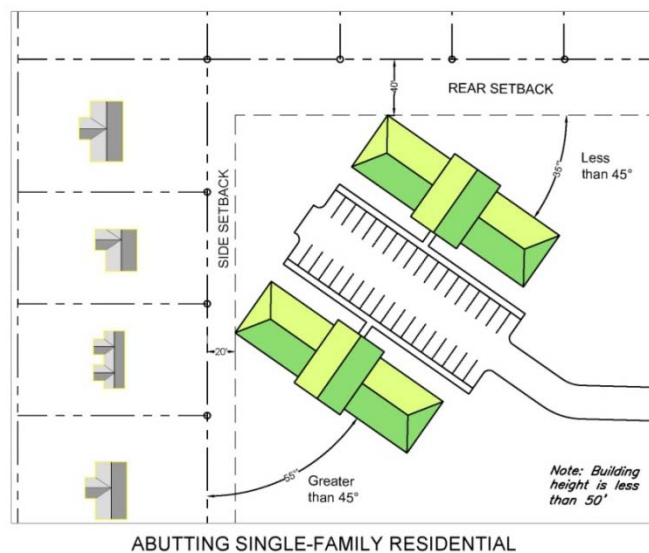 40'
REAR SETBACK
35°
Less
than 45°
SIDE SETBACK
20'
55°
Greater
than 45°
Note: Building
height is less
than 50'
ABUTTING SINGLE-FAMILY RESIDENTIAL